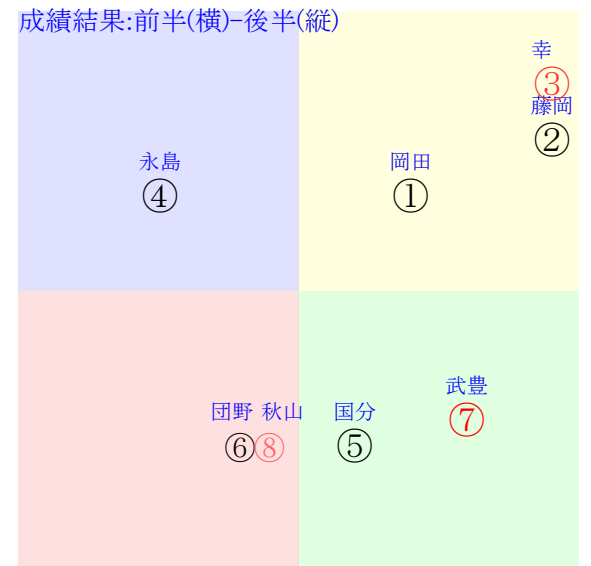 成績結果:前半(横)-後半(縦)
幸
③
藤岡
②
永島
④
岡田
①
武豊
⑦
団野 秋山
⑥⑧
国分
⑤